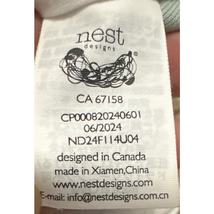 nest
designs
®
CA 67158
CP000820240601
06/2024
ND24F114U04
designed in Canada
made in Xiamen,China
www.nestdesigns.com
E-mail: info@nestdesigns.com